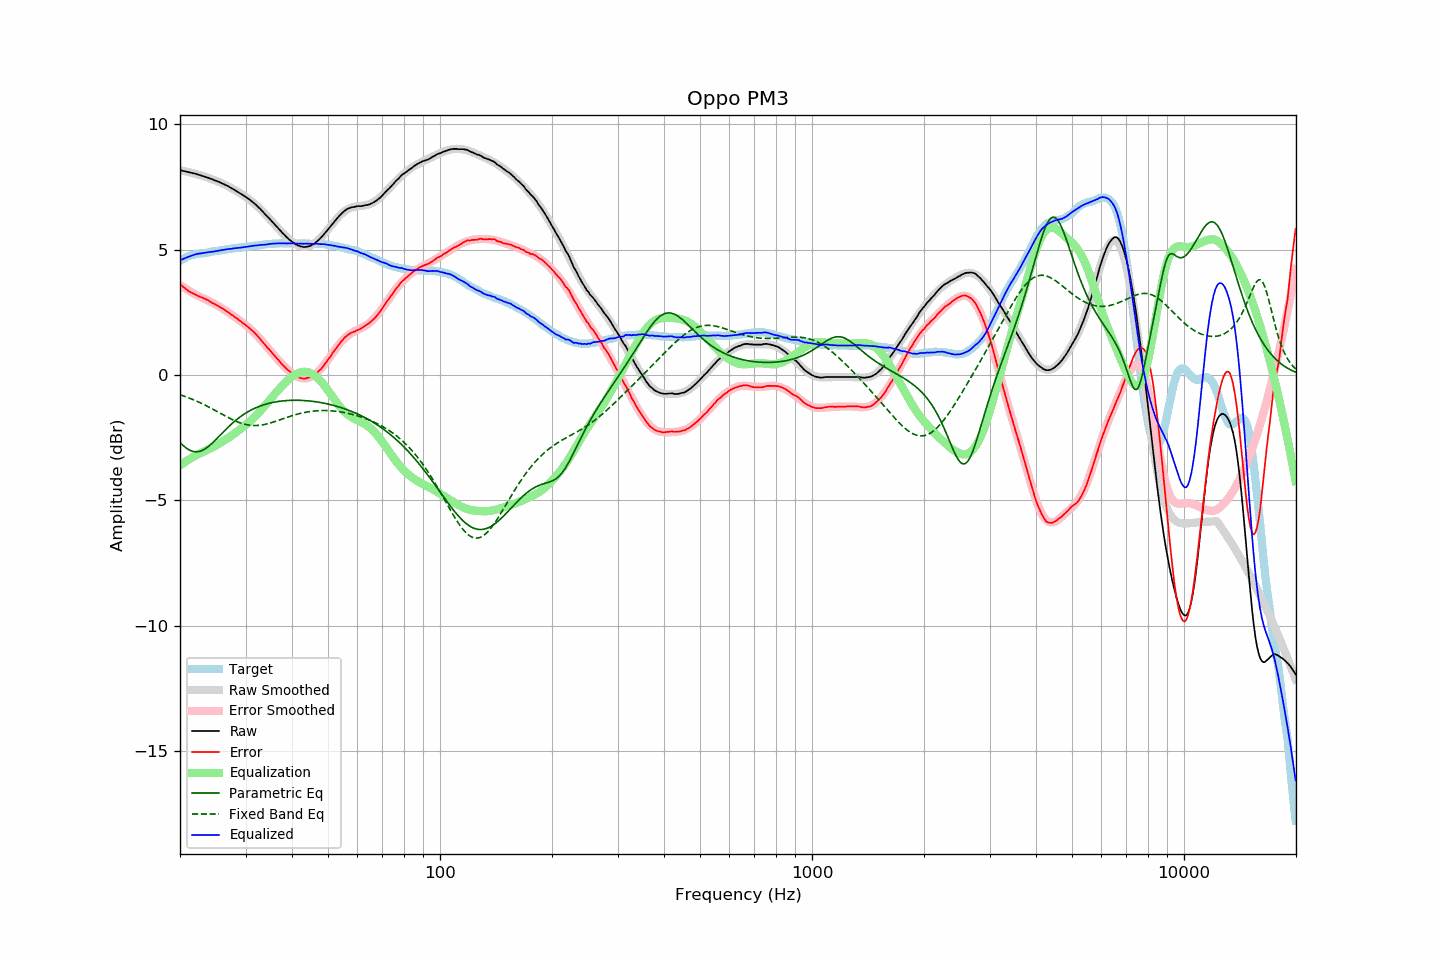 Oppo PM3
Amplitude (dBr)
10
5
0
−5
−10
−15
Target
Raw Smoothed
Error Smoothed
Raw
Error
Equalization
Parametric Eq
Fixed Band Eq
Equalized
100
1000
10000
Frequency (Hz)